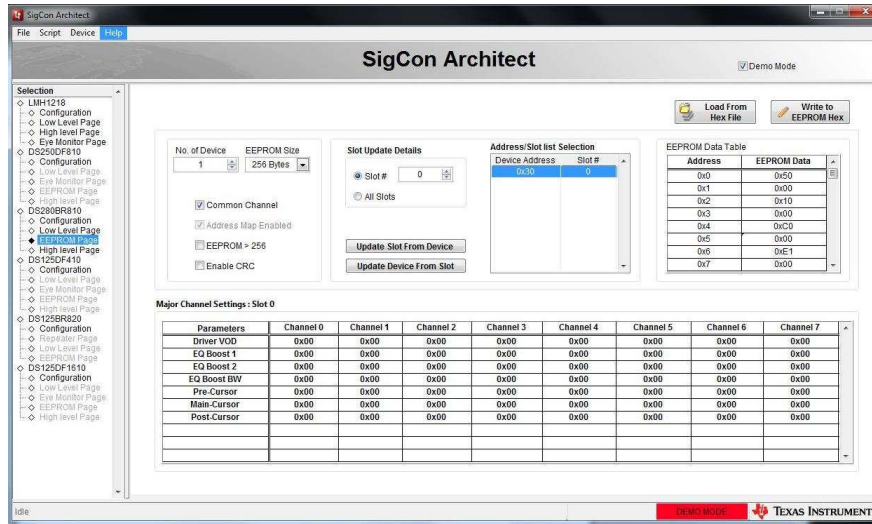 SigCon Architect
File Script Device Help
SigCon Architect
Demo Mode
Selection
LMH1218
Configuration
Low Level Page
High level Page
Eye Monitor Page
DS250DF810
Configuration
Low Level Page
Eye Monitor Page
EEPROM Page
High level Page
DS280BR810
Configuration
Low Level Page
EEPROM Page
High level Page
DS125DF410
Configuration
Low Level Page
Eye Monitor Page
EEPROM Page
High level Page
DS125BR820
Configuration
Repeater Page
Low Level Page
EEPROM Page
DS125DF1610
Configuration
Low Level Page
Eye Monitor Page
EEPROM Page
High level Page
Load From Hex File
Write to EEPROM Hex
No. of Device EEPROM Size
1 256 Bytes
Common Channel
Address Map Enabled
EEPROM > 256
Enable CRC
Slot Update Details
Slot # 0
All Slots
Update Slot From Device
Update Device From Slot
Address/Slot list Selection
Device Address Slot #
0x30 0
EEPROM Data Table
Address EEPROM Data
0x0 0x50
0x1 0x00
0x2 0x10
0x3 0x00
0x4 0xC0
0x5 0x00
0x6 0xE1
0x7 0x00
Major Channel Settings : Slot 0
Parameters Channel 0 Channel 1 Channel 2 Channel 3 Channel 4 Channel 5 Channel 6 Channel 7
Driver VOD 0x00 0x00 0x00 0x00 0x00 0x00 0x00 0x00
EQ Boost 1 0x00 0x00 0x00 0x00 0x00 0x00 0x00 0x00
EQ Boost 2 0x00 0x00 0x00 0x00 0x00 0x00 0x00 0x00
EQ Boost BW 0x00 0x00 0x00 0x00 0x00 0x00 0x00 0x00
Pre-Cursor 0x00 0x00 0x00 0x00 0x00 0x00 0x00 0x00
Main-Cursor 0x00 0x00 0x00 0x00 0x00 0x00 0x00 0x00
Post-Cursor 0x00 0x00 0x00 0x00 0x00 0x00 0x00 0x00
Idle
DEMO MODE
TEXAS INSTRUMENT